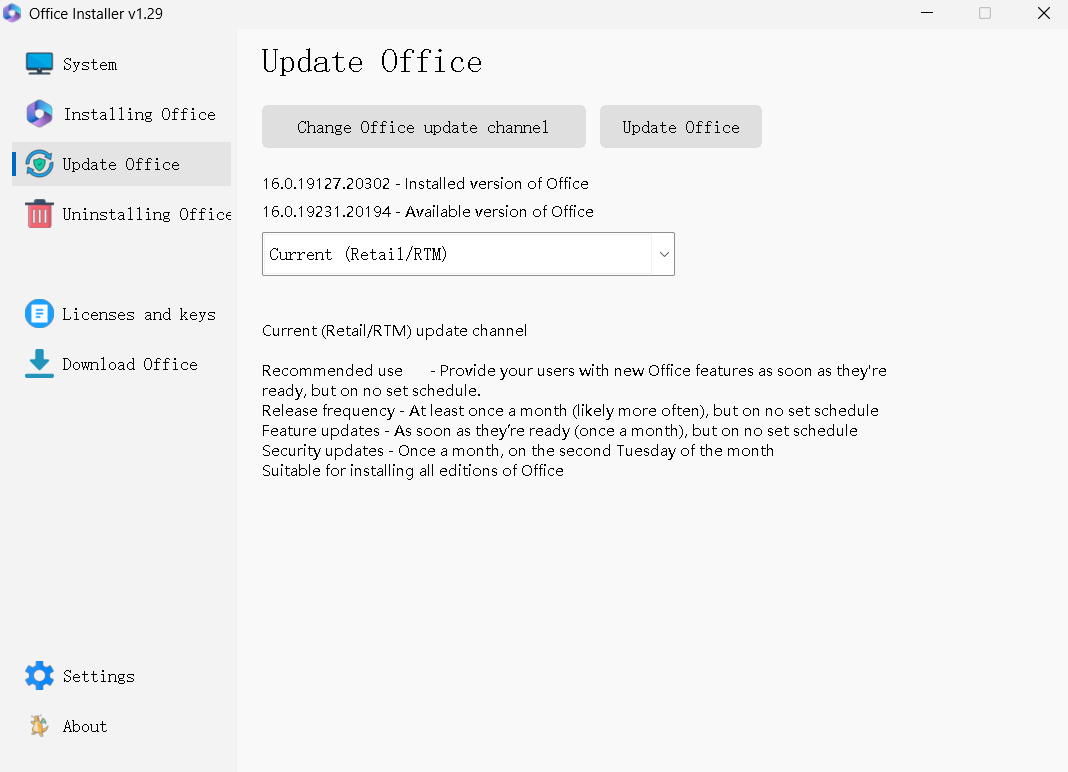 Office Installer v1.29
System
Installing Office
Update Office
Uninstalling Office
Licenses and keys
Download Office
Settings
About
Update Office
Change Office update channel
Update Office
16.0.19127.20302 - Installed version of Office
16.0.19231.20194 - Available version of Office
Current (Retail/RTM)
Current (Retail/RTM) update channel
Recommended use - Provide your users with new Office features as soon as they're
ready, but on no set schedule.
Release frequency - At least once a month (likely more often), but on no set schedule
Feature updates - As soon as they're ready (once a month), but on no set schedule
Security updates - Once a month, on the second Tuesday of the month
Suitable for installing all editions of Office